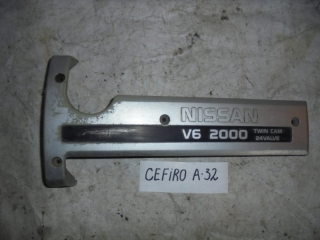 NISSAN
V6 2000 TWIN CAM
24VALVE
CEFIRO A-32